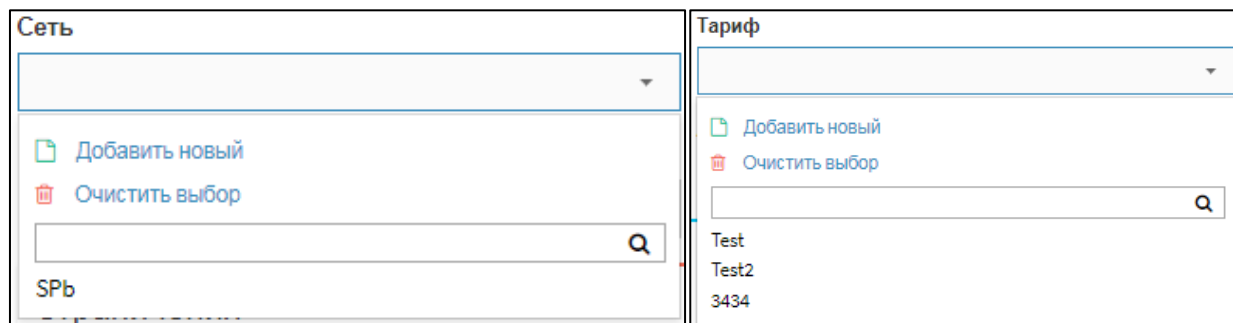 Сеть
Добавить новый
Очистить выбор
SPb
Тариф
Добавить новый
Очистить выбор
Test
Test2
3434